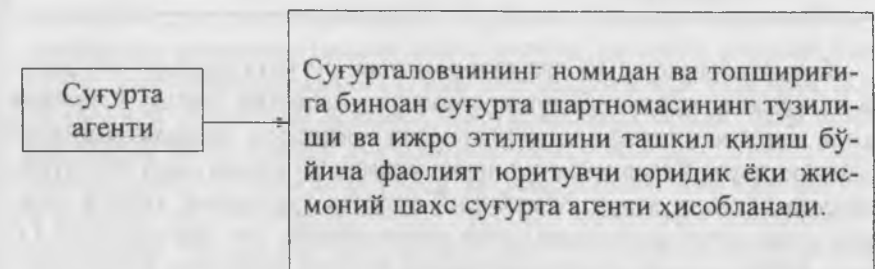 Суғурта
агенти
Суғурталовчининг номидан ва топшириғи-
га биноан суғурта шартномасининг тузили-
ши ва ижро этилишини ташкил қилиш бў-
йича фаолият юритувчи юридик ёки жис-
моний шахс суғурта агенти ҳисобланади.